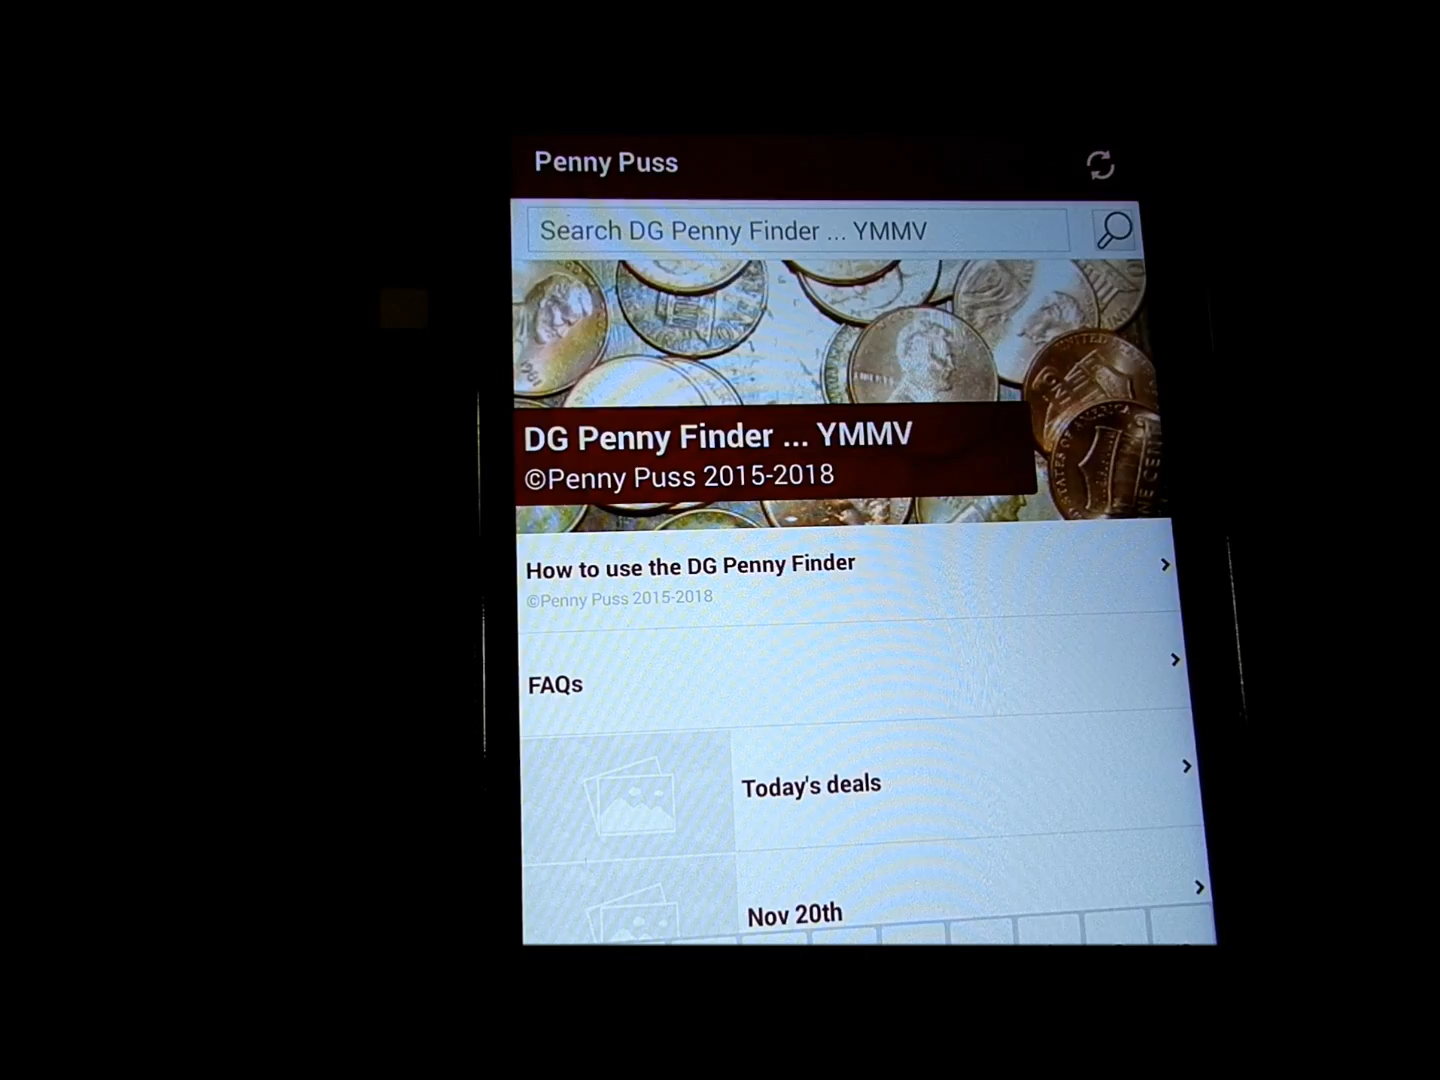 Penny Puss
Search DG Penny Finder ... YMMV
DG Penny Finder ... YMMV
©Penny Puss 2015-2018
How to use the DG Penny Finder
©Penny Puss 2015-2018
FAQs
Today's deals
Nov 20th